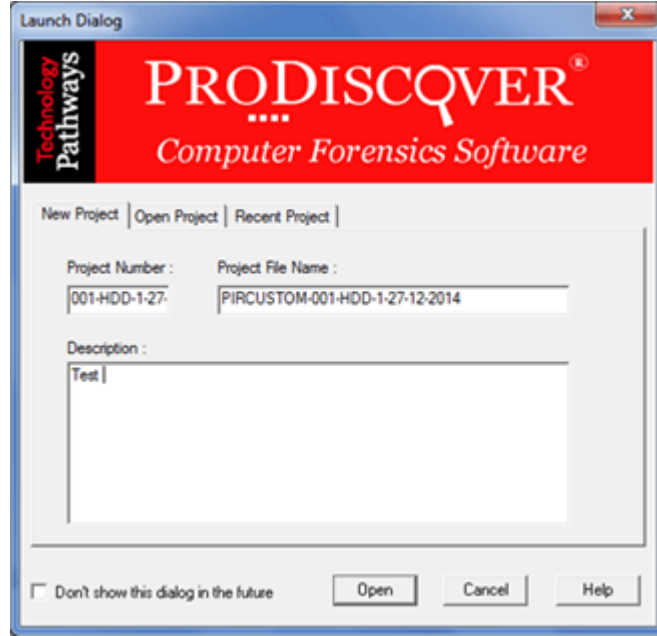 Launch Dialog
Technology
Pathways
PRODISCOVER®
Computer Forensics Software
New Project Open Project Recent Project
Project Number : Project File Name :
001-HDD-1-27- PIRCUSTOM-001-HDD-1-27-12-2014
Description :
Test
Don't show this dialog in the future Open Cancel Help